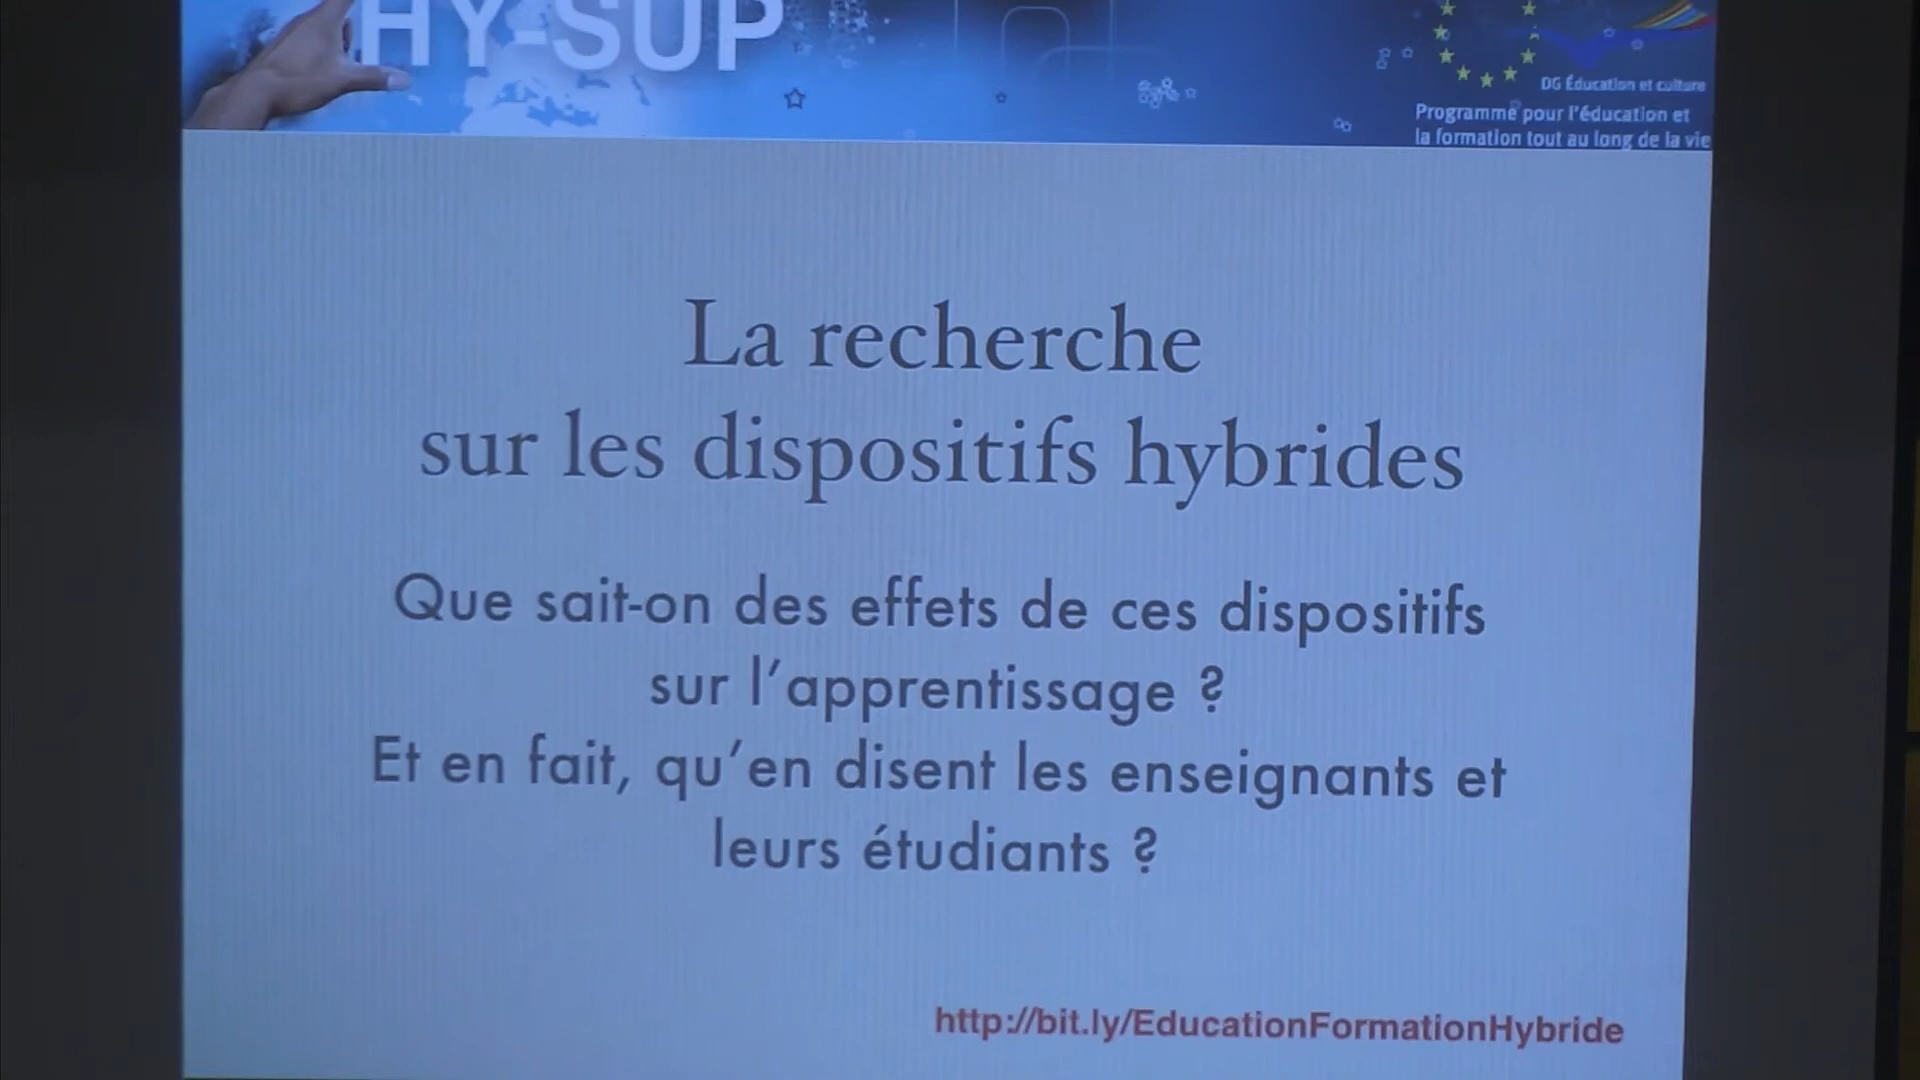 HY-SUP
DG Éducation et culture
Programme pour l'éducation et
la formation tout au long de la vie
La recherche
sur les dispositifs hybrides
Que sait-on des effets de ces dispositifs
sur l'apprentissage ?
Et en fait, qu'en disent les enseignants et
leurs étudiants ?
http://bit.ly/EducationFormationHybride